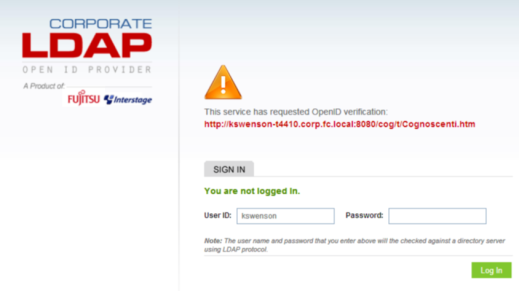 CORPORATE
LDAP
OPEN ID PROVIDER
A Product of:
FUJITSU Interstage
This service has requested OpenID verification:
http://kswenson-t4410.corp.fc.local:8080/cog/t/Cognoscenti.htm
SIGN IN
You are not logged in.
User ID: kswenson Password:
Note: The user name and password that you enter above will the checked against a directory server
using LDAP protocol.
Log In